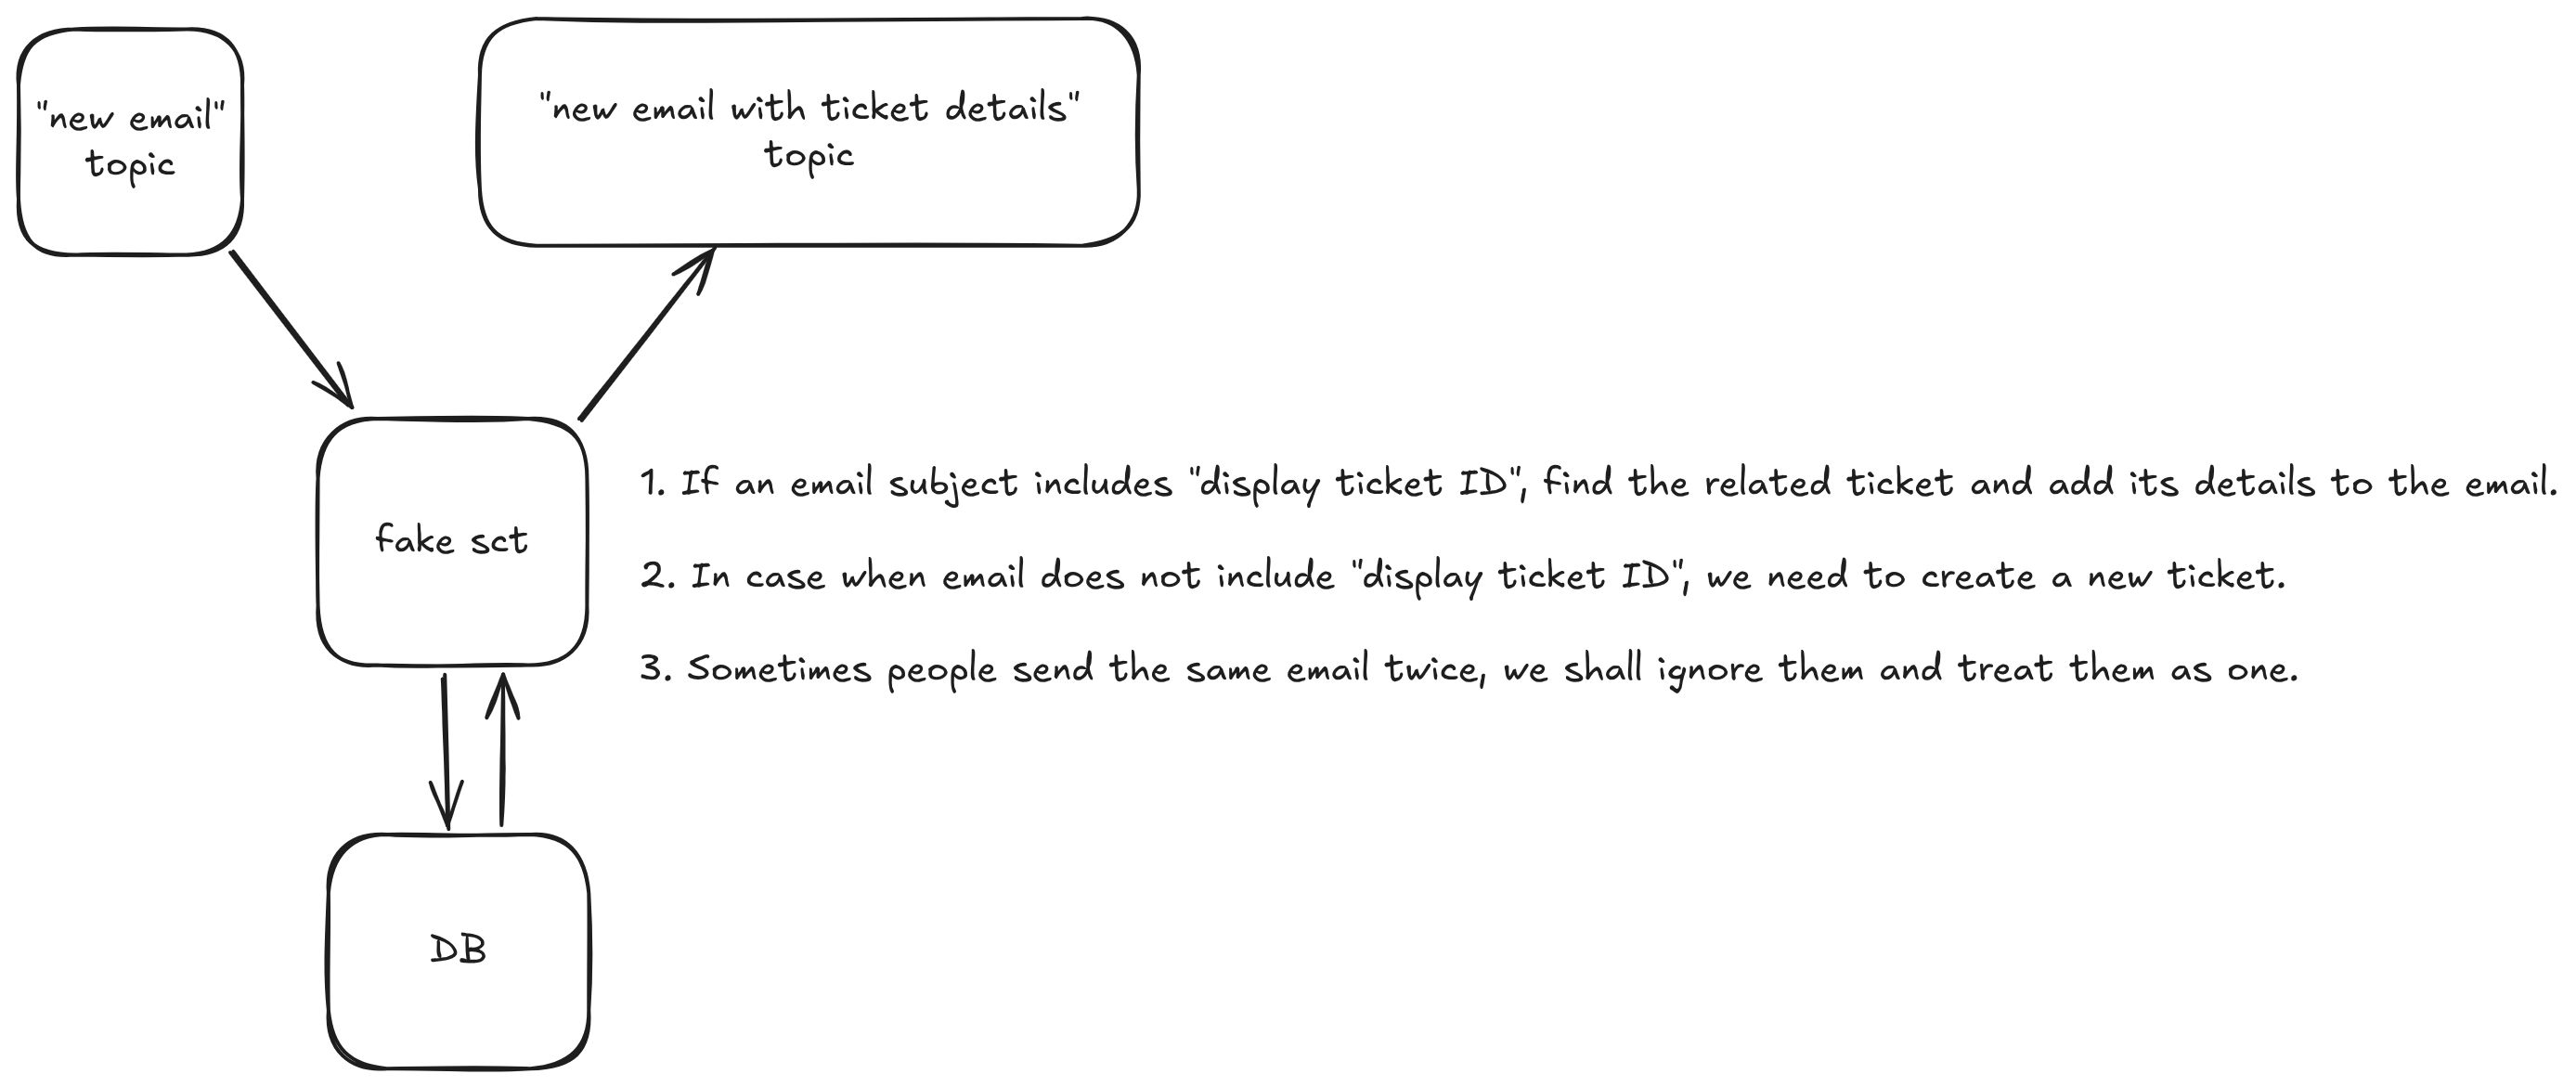 "new email"
topic
"new email with ticket details"
topic
fake sct
1. If an email subject includes "display ticket ID", find the related ticket and add its details to the email.
2. In case when email does not include "display ticket ID", we need to create a new ticket.
3. Sometimes people send the same email twice, we shall ignore them and treat them as one.
DB